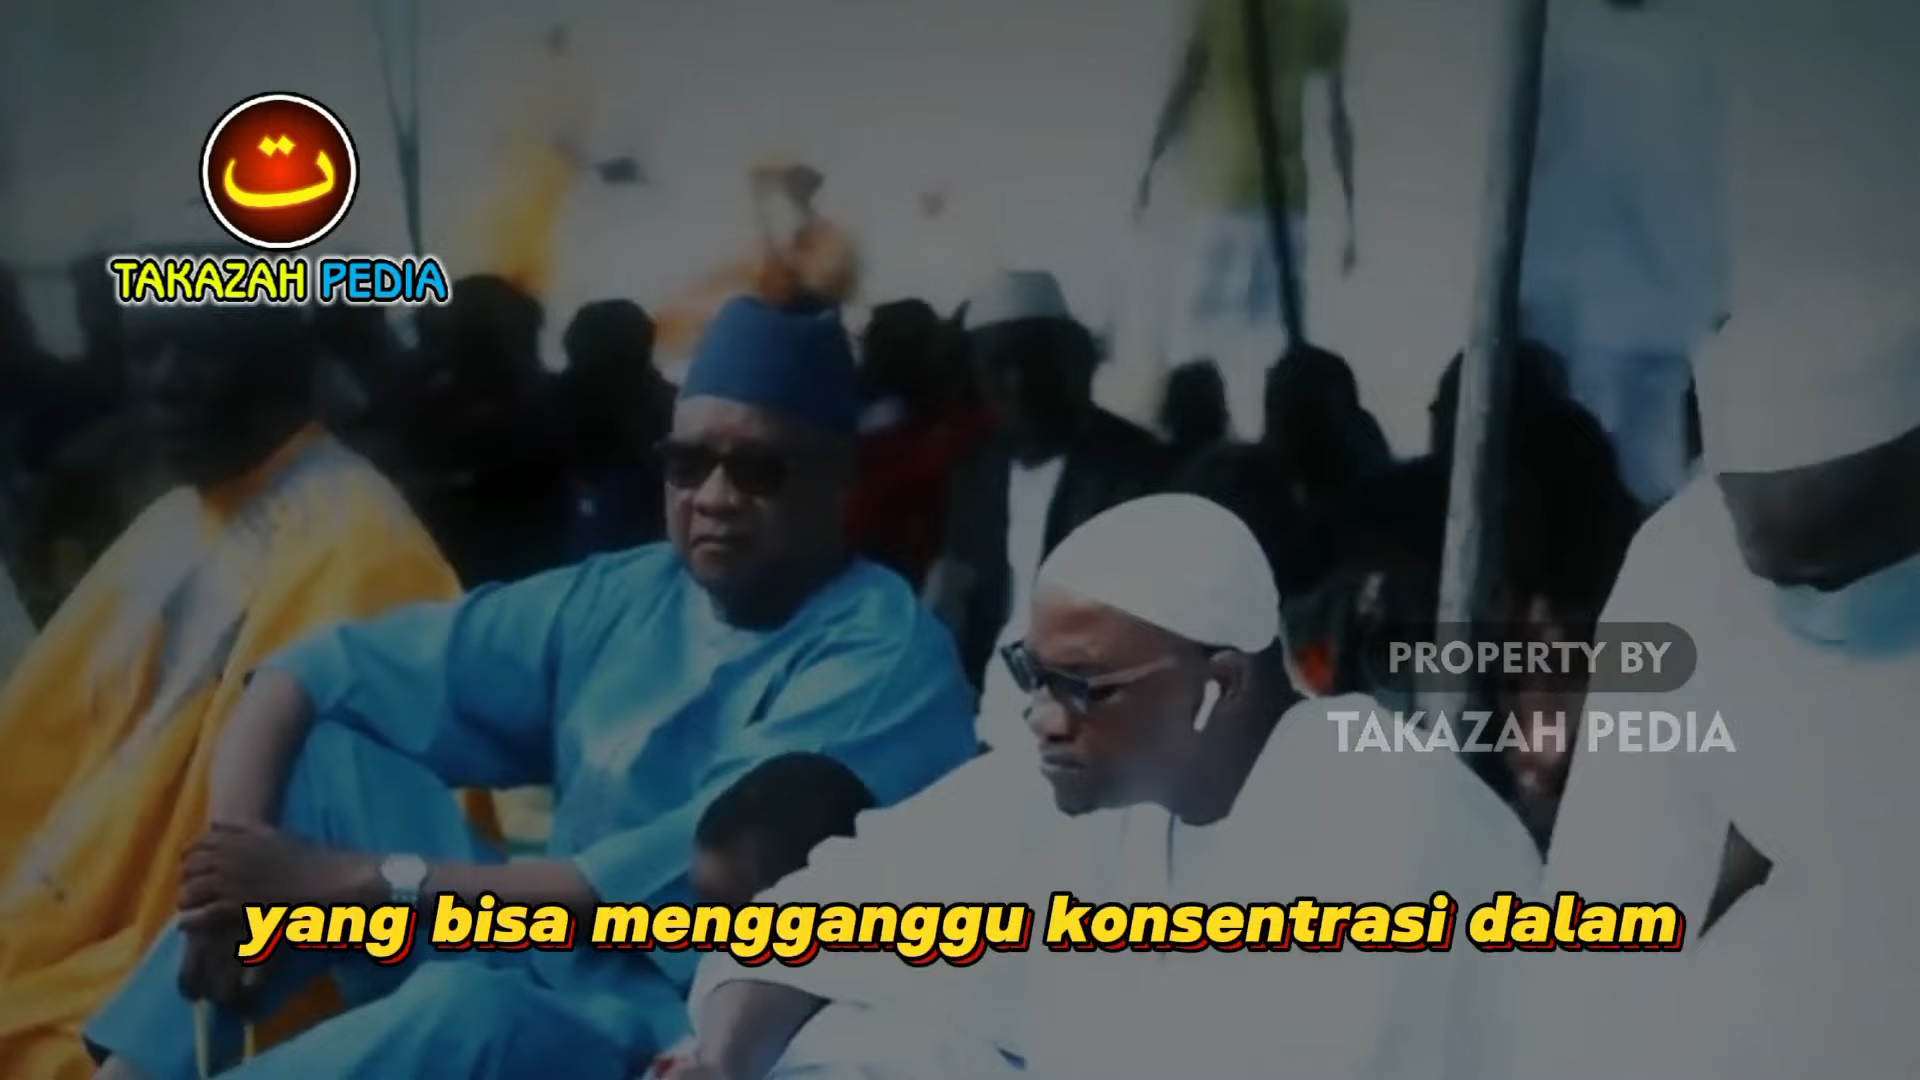 ت
TAKAZAH PEDIA
PROPERTY BY
TAKAZAH PEDIA
yang bisa mengganggu konsentrasi dalam